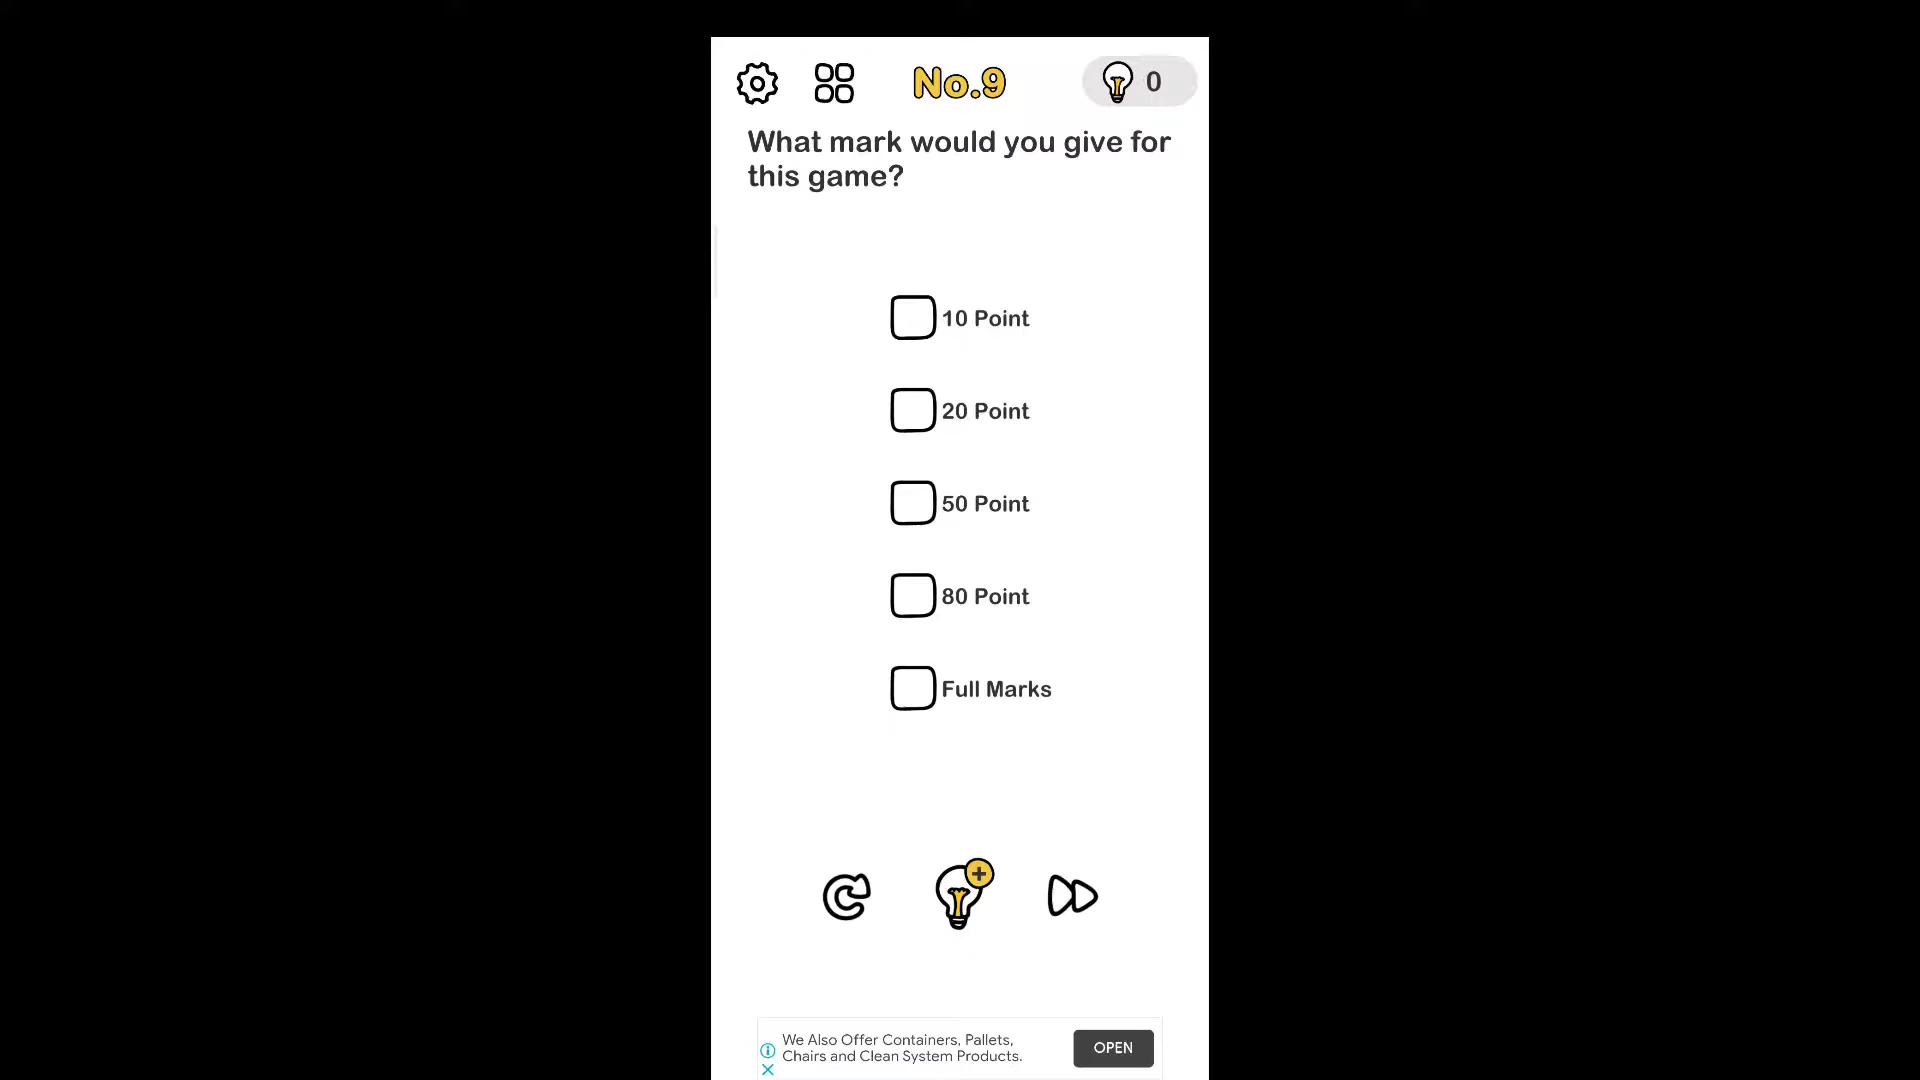 No.9
0
What mark would you give for
this game?
10 Point
20 Point
50 Point
80 Point
Full Marks
We Also Offer Containers, Pallets,
Chairs and Clean System Products.
OPEN